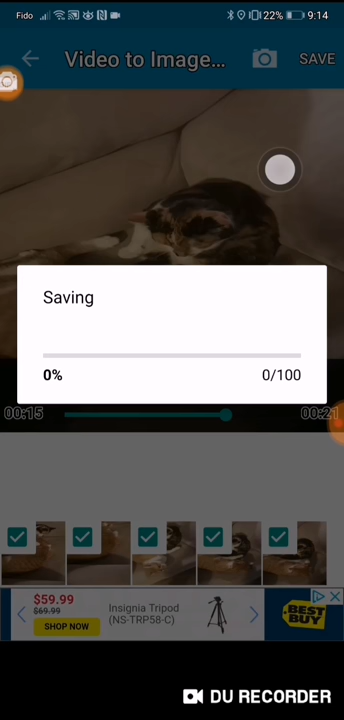 Fido 22% 9:14
Video to Image... SAVE
Saving
0% 0/100
00:15 00:21
$59.99
$69.99
SHOP NOW
Insignia Tripod
(NS-TRP58-C)
BEST
BUY
DU RECORDER